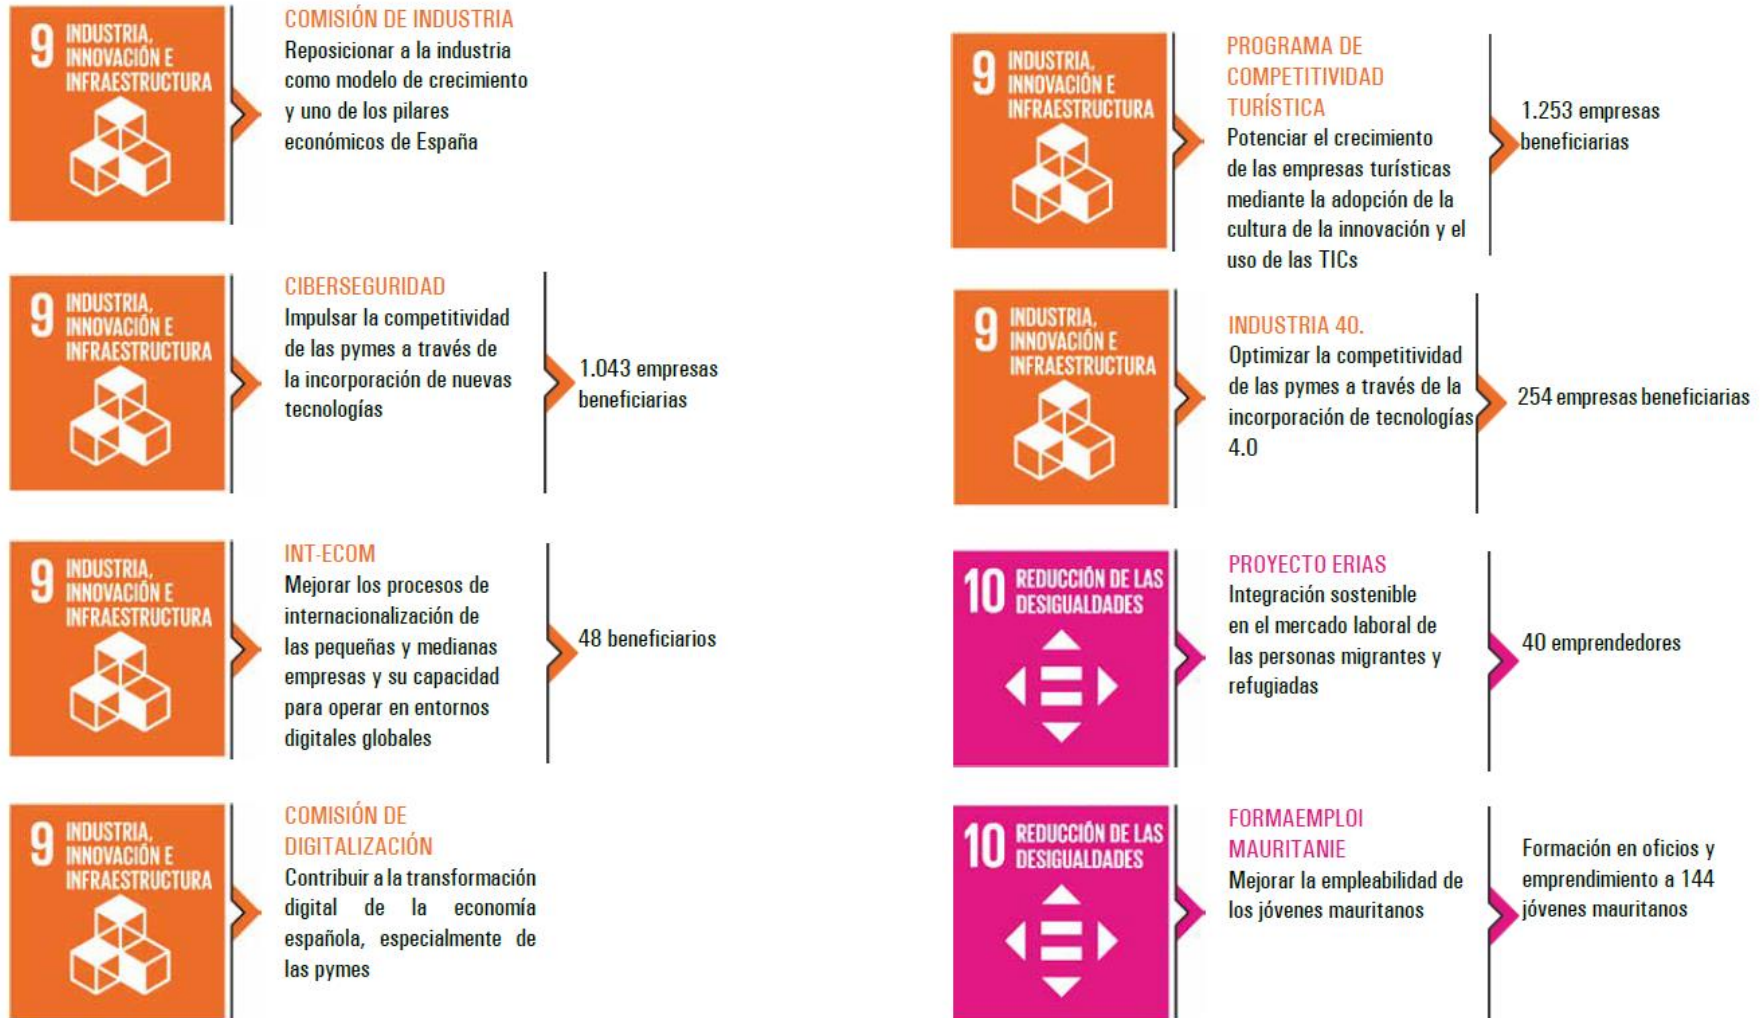 9 INDUSTRIA,
INNOVACIÓN E
INFRAESTRUCTURA
COMISIÓN DE INDUSTRIA
Reposicionar a la industria
como modelo de crecimiento
y uno de los pilares
económicos de España
9 INDUSTRIA,
INNOVACIÓN E
INFRAESTRUCTURA
CIBERSEGURIDAD
Impulsar la competitividad
de las pymes a través de
la incorporación de nuevas
tecnologías
1.043 empresas
beneficiarias
9 INDUSTRIA,
INNOVACIÓN E
INFRAESTRUCTURA
INT-ECOM
Mejorar los procesos de
internacionalización de
las pequeñas y medianas
empresas y su capacidad
para operar en entornos
digitales globales
48 beneficiarios
9 INDUSTRIA,
INNOVACIÓN E
INFRAESTRUCTURA
COMISIÓN DE
DIGITALIZACIÓN
Contribuir a la transformación
digital de la economía
española, especialmente de
las pymes
9 INDUSTRIA,
INNOVACIÓN E
INFRAESTRUCTURA
PROGRAMA DE
COMPETITIVIDAD
TURÍSTICA
Potenciar el crecimiento
de las empresas turísticas
mediante la adopción de la
cultura de la innovación y el
uso de las TICs
1.253 empresas
beneficiarias
9 INDUSTRIA,
INNOVACIÓN E
INFRAESTRUCTURA
INDUSTRIA 40.
Optimizar la competitividad
de las pymes a través de la
incorporación de tecnologías
4.0
254 empresas beneficiarias
10 REDUCCIÓN DE LAS
DESIGUALDADES
PROYECTO ERIAS
Integración sostenible
en el mercado laboral de
las personas migrantes y
refugiadas
40 emprendedores
10 REDUCCIÓN DE LAS
DESIGUALDADES
FORMAEMPLOI
MAURITANIE
Mejorar la empleabilidad de
los jóvenes mauritanos
Formación en oficios y
emprendimiento a 144
jóvenes mauritanos